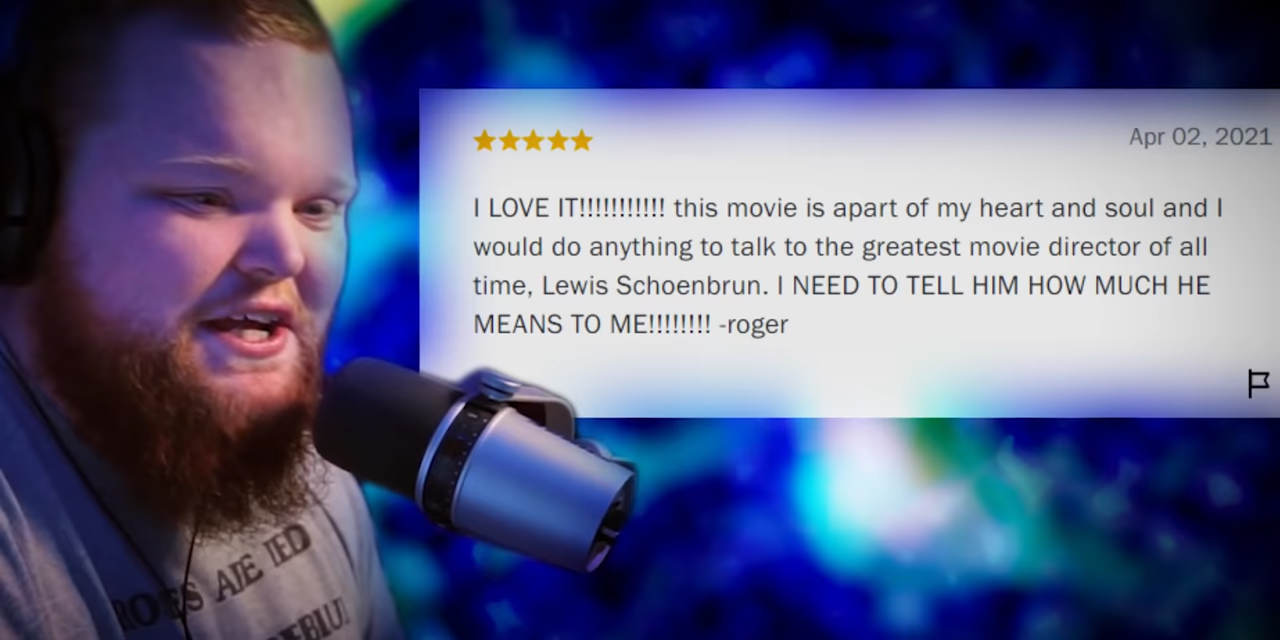 Apr 02, 2021
I LOVE IT!!!!!!!!!!! this movie is apart of my heart and soul and I
would do anything to talk to the greatest movie director of all
time, Lewis Schoenbrun. I NEED TO TELL HIM HOW MUCH HE
MEANS TO ME!!!!!!!! -roger